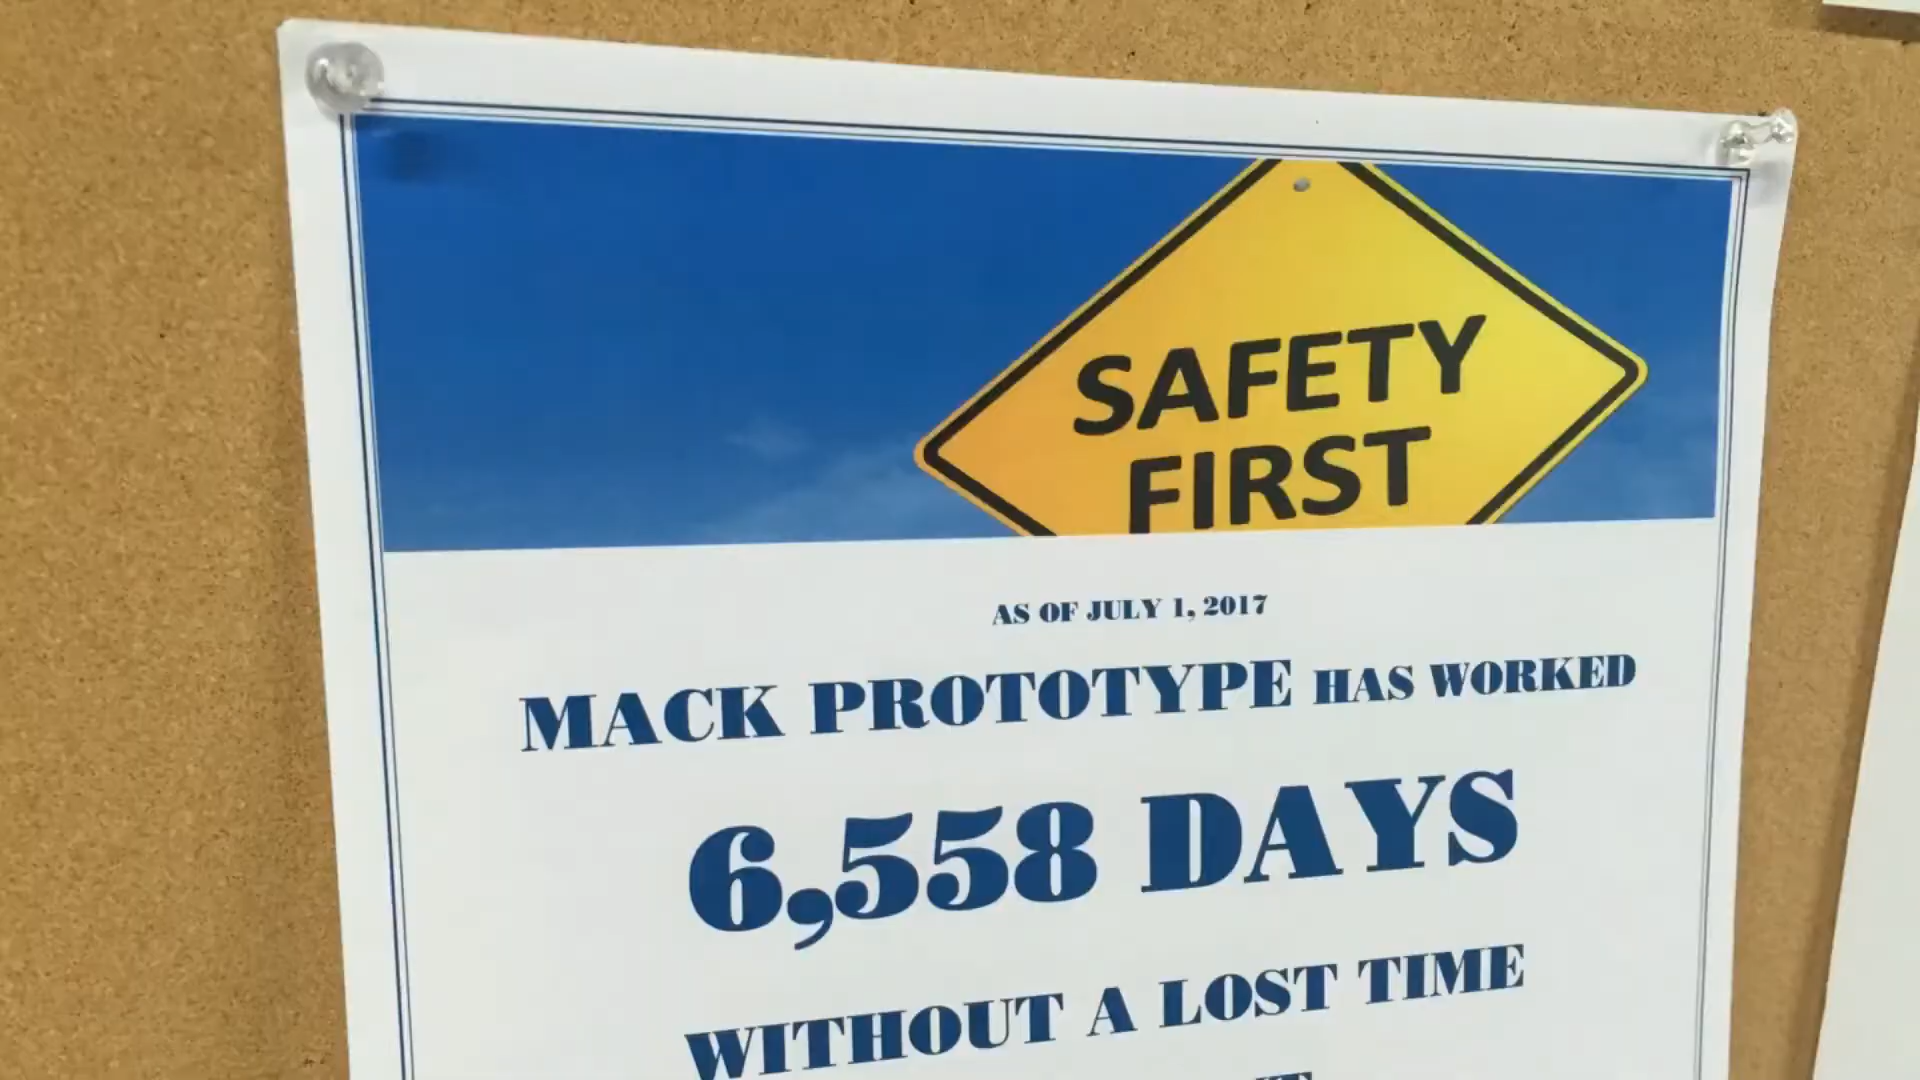 SAFETY
FIRST
AS OF JULY 1, 2017
MACK PROTOTYPE HAS WORKED
6,558 DAYS
WITHOUT A LOST TIME